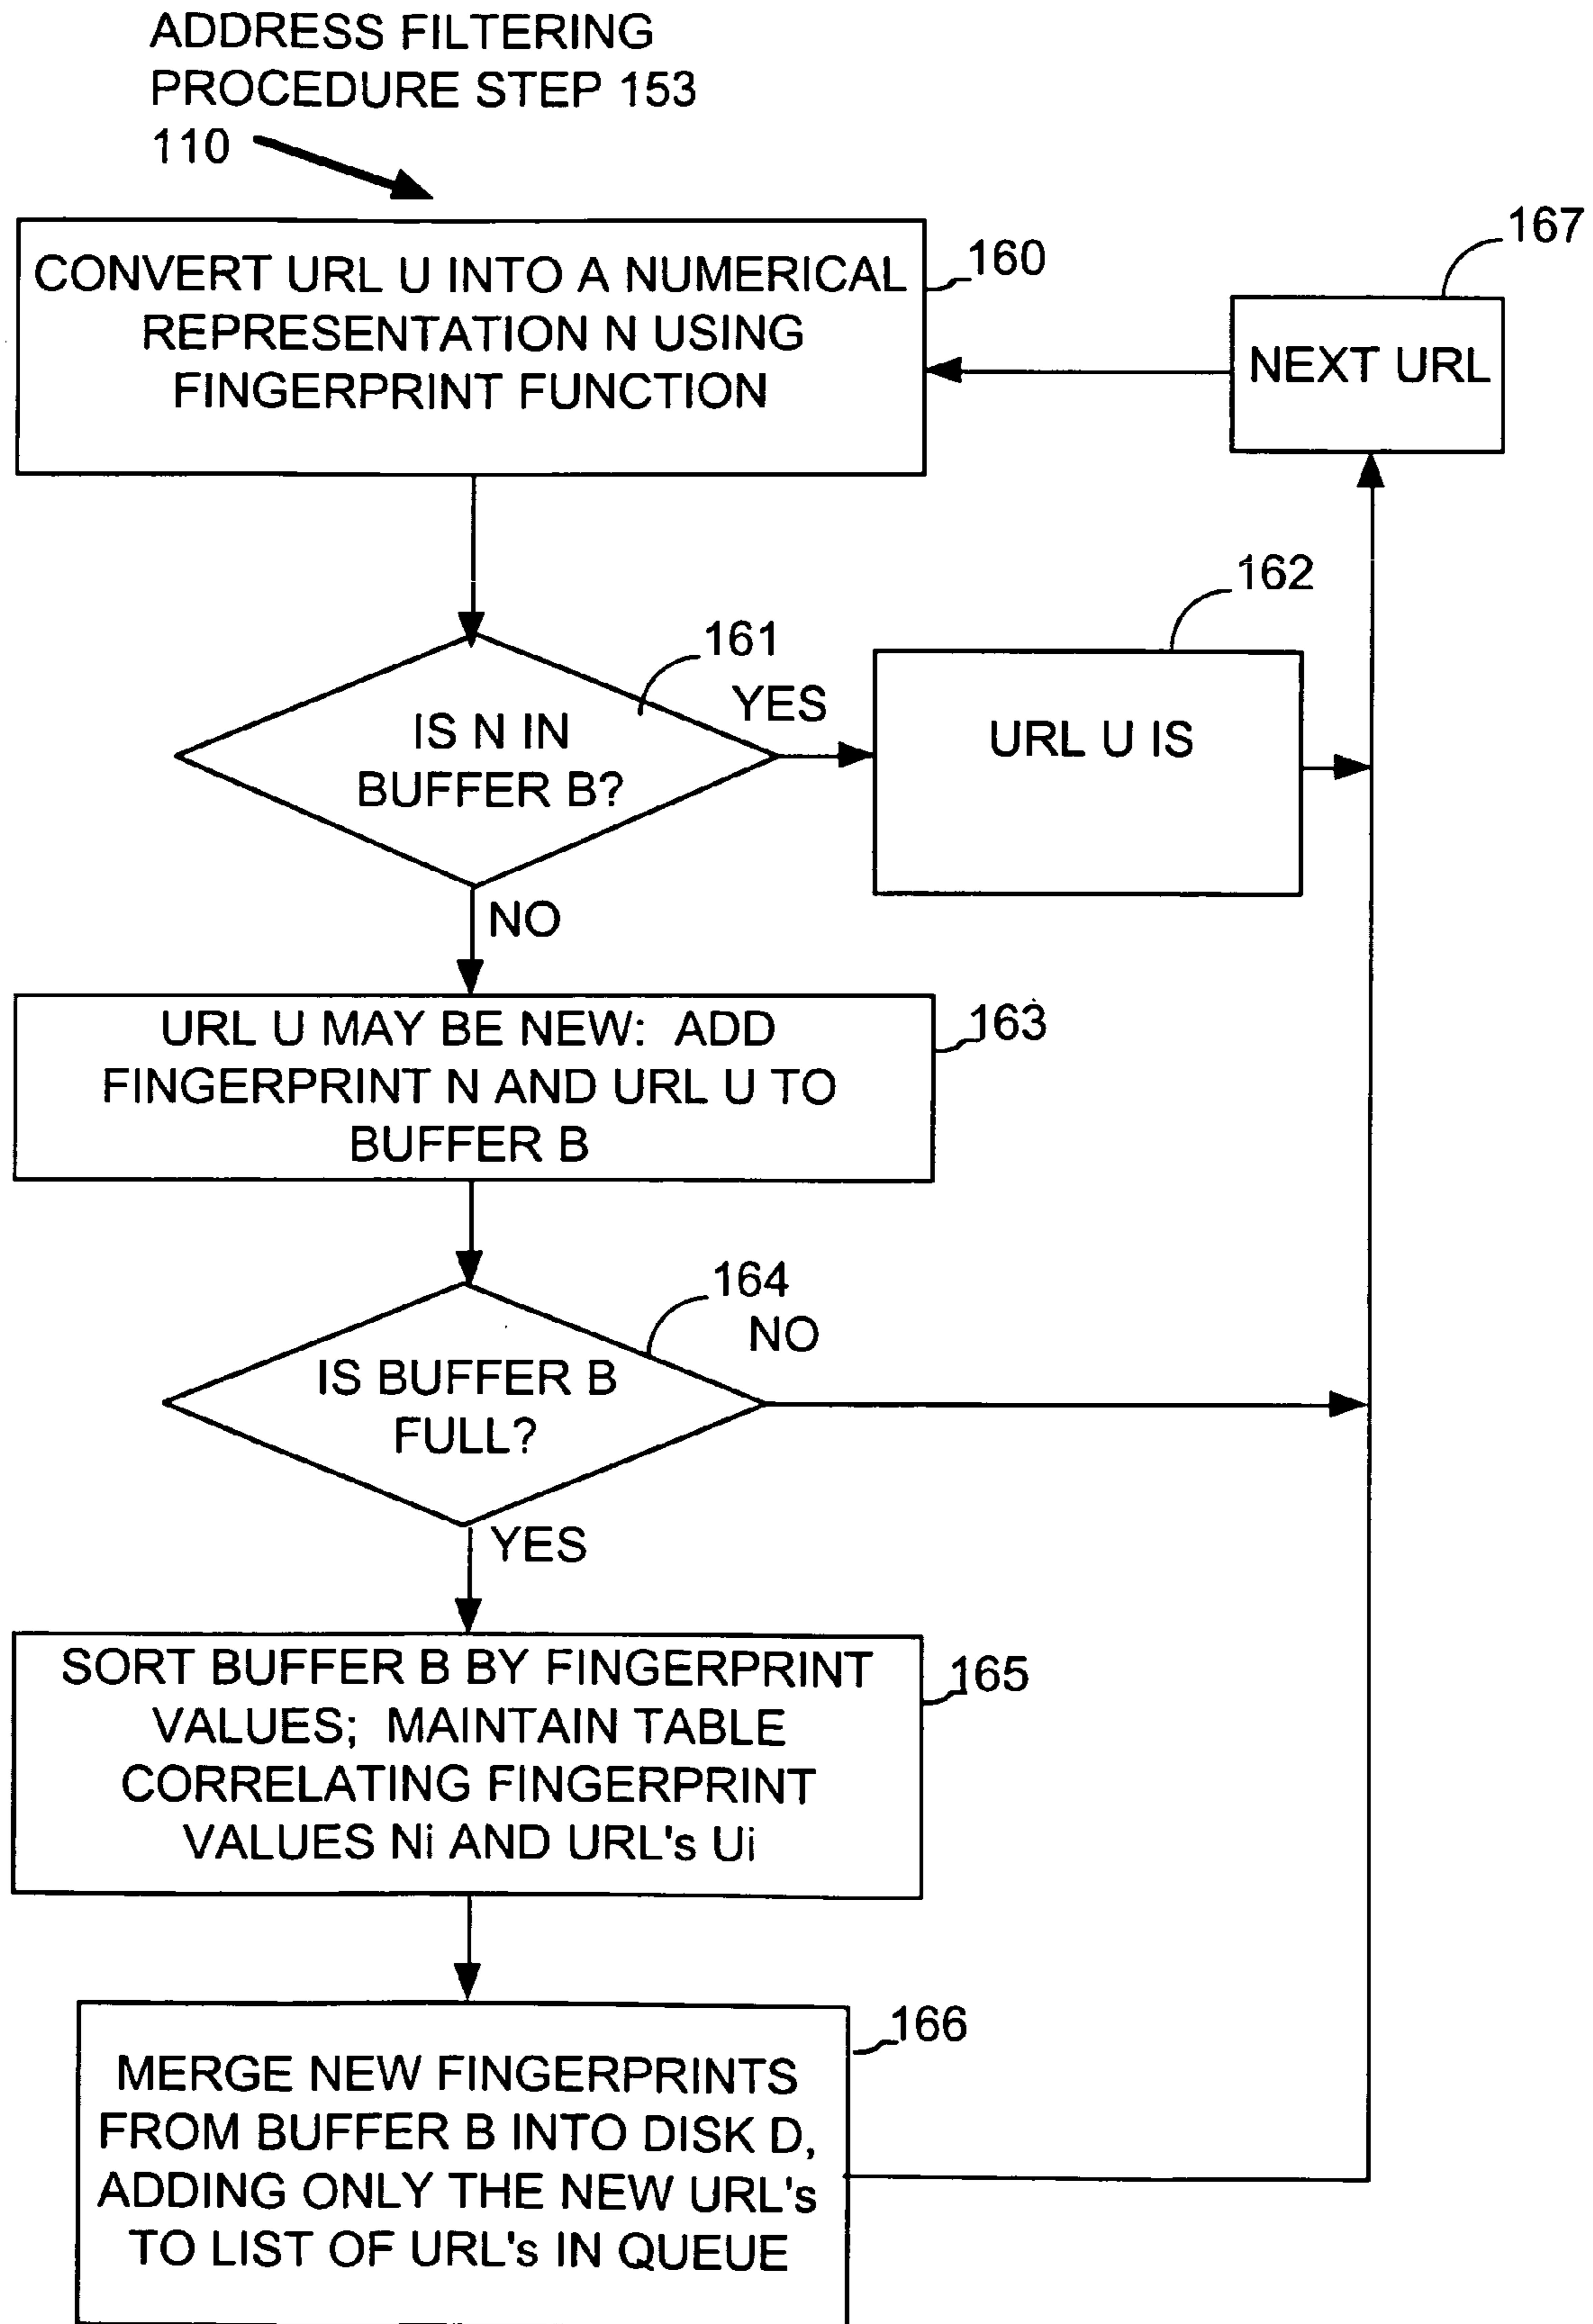 ADDRESS FILTERING
PROCEDURE STEP 153
110
CONVERT URL U INTO A NUMERICAL
REPRESENTATION N USING
FINGERPRINT FUNCTION
160
167
NEXT URL
161
IS N IN
BUFFER B?
YES
162
URL U IS
NO
URL U MAY BE NEW: ADD
FINGERPRINT N AND URL U TO
BUFFER B
163
164
NO
IS BUFFER B
FULL?
YES
SORT BUFFER B BY FINGERPRINT
VALUES; MAINTAIN TABLE
CORRELATING FINGERPRINT
VALUES Ni AND URL's Ui
165
166
MERGE NEW FINGERPRINTS
FROM BUFFER B INTO DISK D,
ADDING ONLY THE NEW URL's
TO LIST OF URL's IN QUEUE